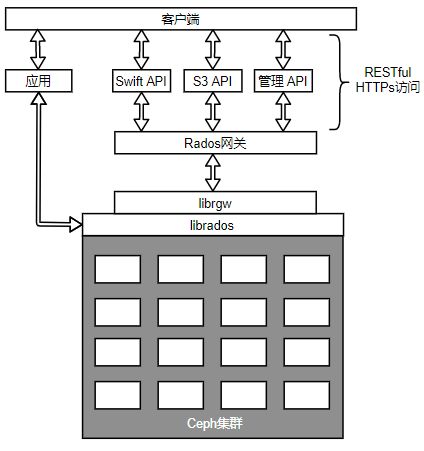 客户端
应用
Swift API
S3 API
管理 API
RESTful
HTTPs访问
Rados网关
librgw
librados
Ceph集群